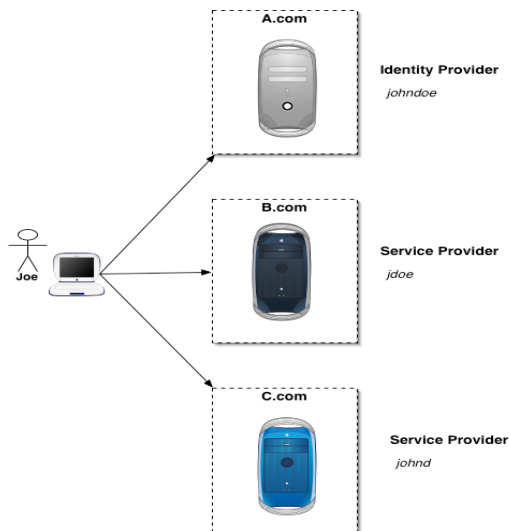 A.com
Identity Provider
johndoe
B.com
Service Provider
jdoe
Joe
C.com
Service Provider
johnd